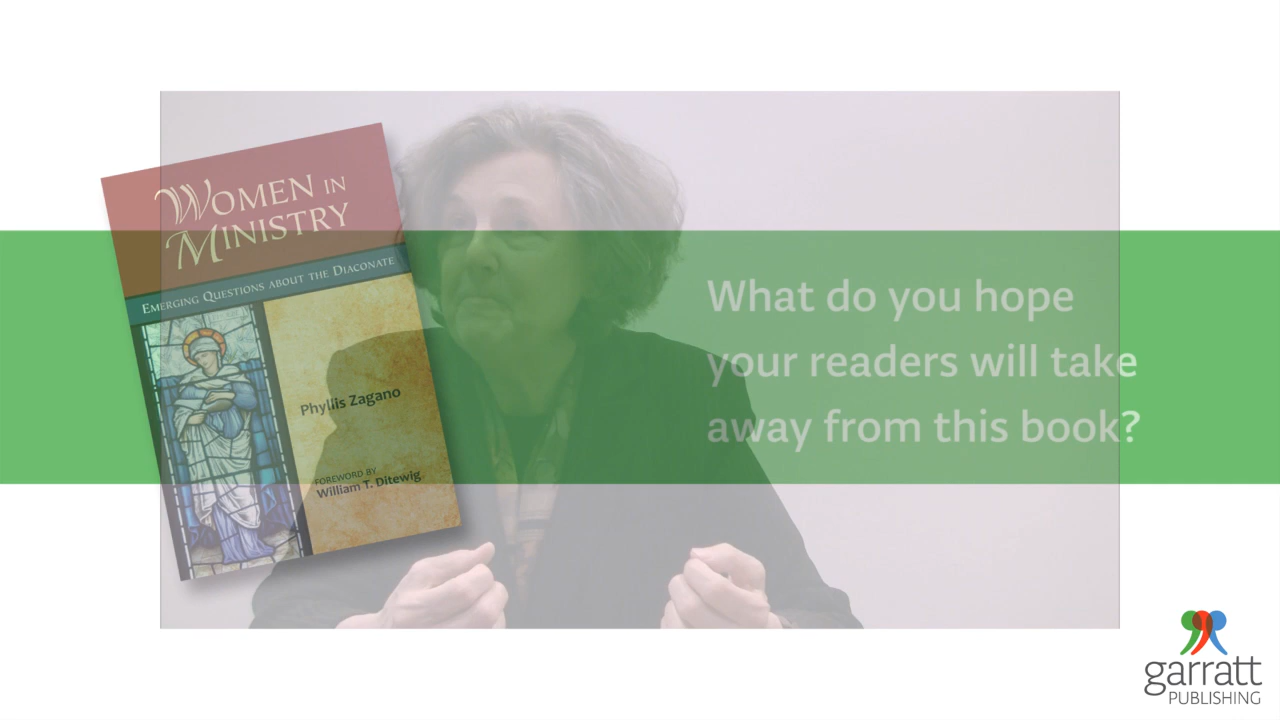 WOMEN IN
MINISTRY
EMERGING QUESTIONS ABOUT THE DIACONATE
Phyllis Zagano
FOREWORD BY
William T. Ditewig
What do you hope
your readers will take
away from this book?
garratt
PUBLISHING